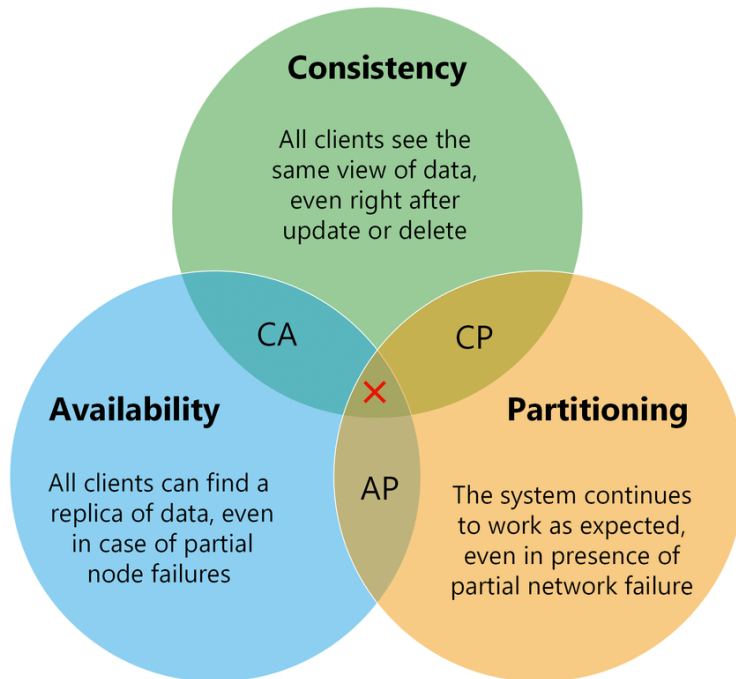 Consistency
All clients see the
same view of data,
even right after
update or delete
CA
CP
Availability
All clients can find a
replica of data, even
in case of partial
node failures
Partitioning
The system continues
to work as expected,
even in presence of
partial network failure
AP